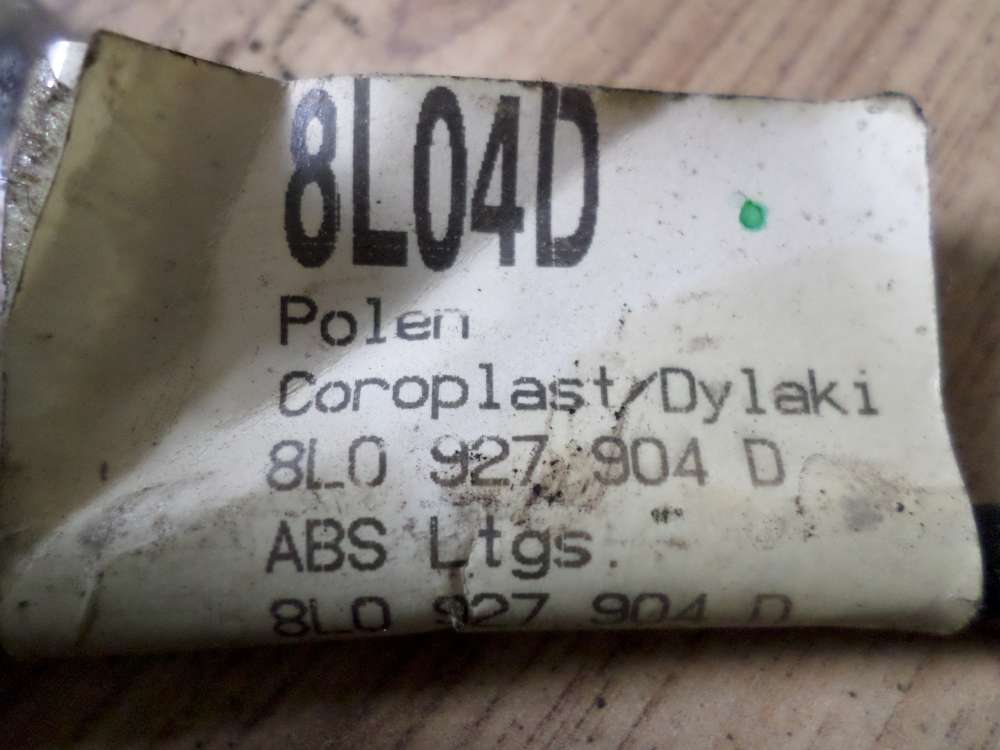 8L04D
Polen
Coroplast/Dylaki
8L0 927 904 D
ABS Ltgs.
8L0 927 904 D